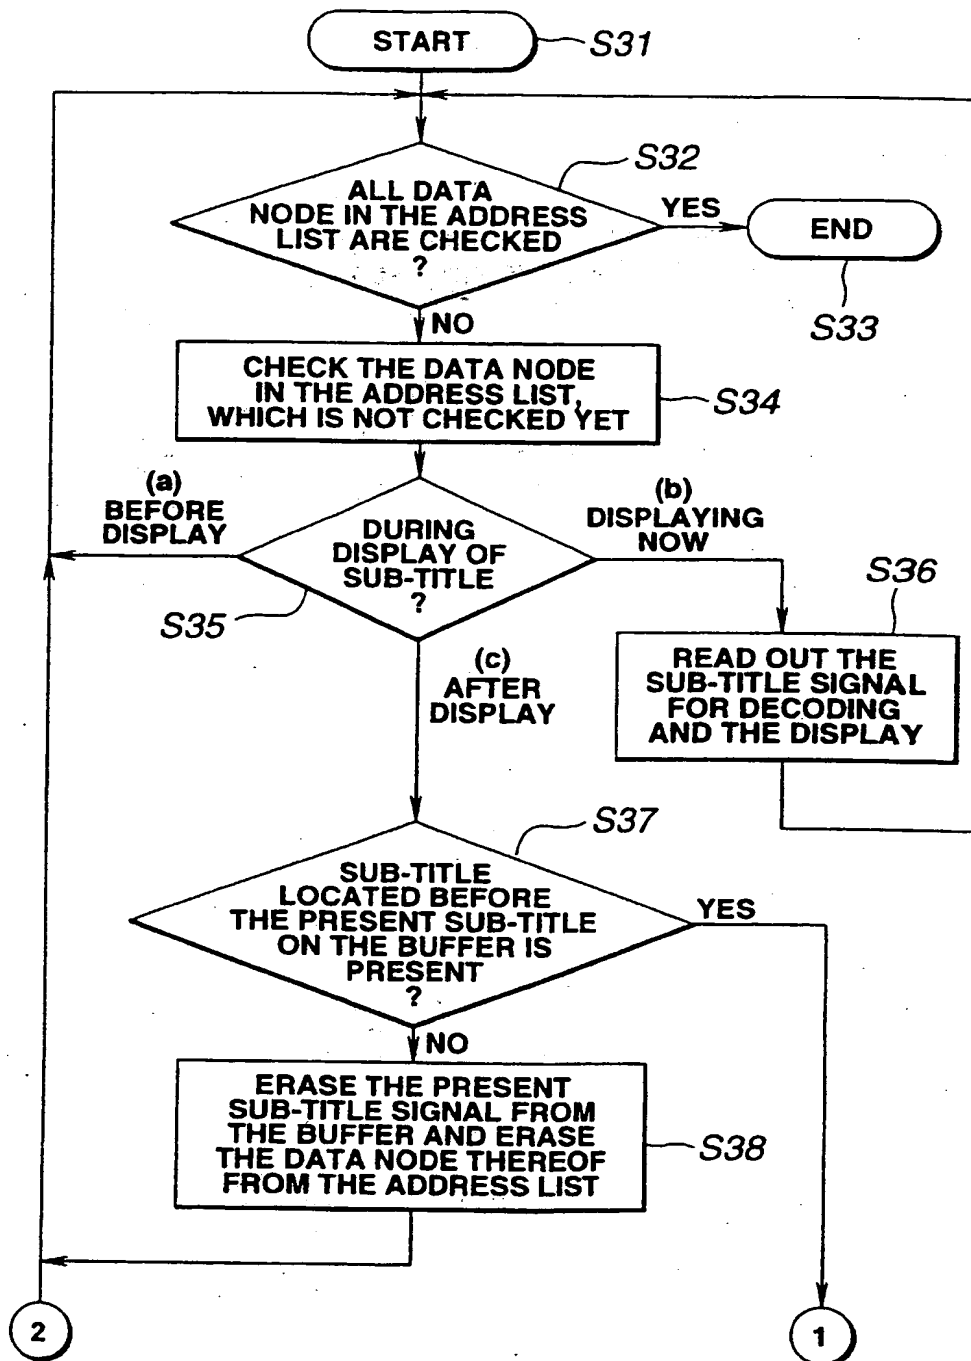 START
S31
S32
ALL DATA
NODE IN THE ADDRESS
LIST ARE CHECKED
?
YES
END
S33
NO
CHECK THE DATA NODE
IN THE ADDRESS LIST,
WHICH IS NOT CHECKED YET
S34
(a)
BEFORE
DISPLAY
DURING
DISPLAY OF
SUB-TITLE
?
S35
(b)
DISPLAYING
NOW
S36
READ OUT THE
SUB-TITLE SIGNAL
FOR DECODING
AND THE DISPLAY
(c)
AFTER
DISPLAY
S37
SUB-TITLE
LOCATED BEFORE
THE PRESENT SUB-TITLE
ON THE BUFFER IS
PRESENT
?
YES
NO
ERASE THE PRESENT
SUB-TITLE SIGNAL FROM
THE BUFFER AND ERASE
THE DATA NODE THEREOF
FROM THE ADDRESS LIST
S38
2
1